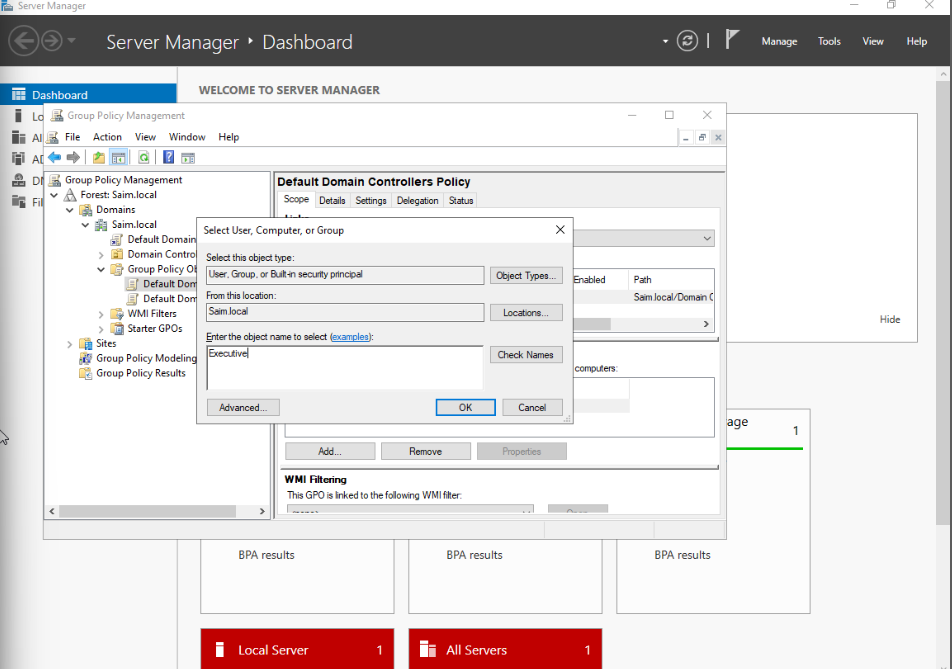 Server Manager
Server Manager • Dashboard
Manage Tools View Help
Dashboard
WELCOME TO SERVER MANAGER
Lo
Al
AD
DN
Fil
Group Policy Management
File Action View Window Help
Group Policy Management
Forest: Saim.local
Domains
Saim.local
Default Domain
Domain Contro
Group Policy Ob
Default Dom
Default Dom
WMI Filters
Starter GPOs
Sites
Group Policy Modeling
Group Policy Results
Default Domain Controllers Policy
Scope Details Settings Delegation Status
Select User, Computer, or Group
Select this object type:
User, Group, or Built-in security principal
Object Types...
From this location:
Saim.local
Locations...
Enter the object name to select (examples):
Executive
Check Names
Advanced...
OK
Cancel
Enabled Path
Saim.local/Domain C
computers:
Add...
Remove
Properties
WMI Filtering
This GPO is linked to the following WMI filter:
Hide
age
1
BPA results
BPA results
BPA results
Local Server 1
All Servers 1